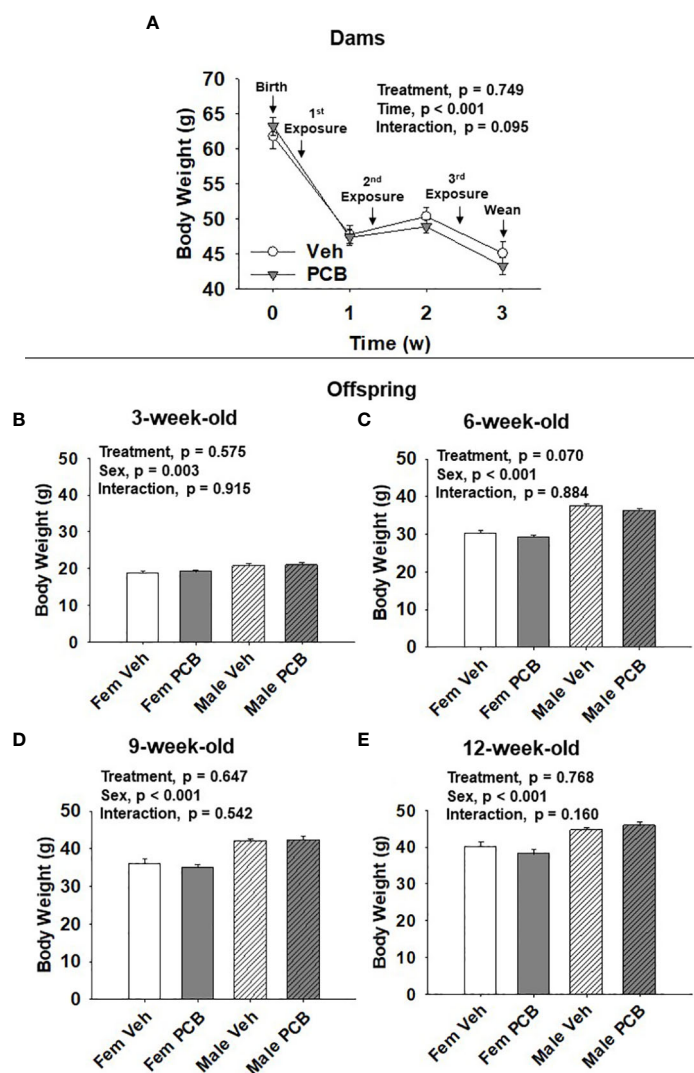 A
Dams
Body Weight (g)
70
65
60
55
50
45
40
Birth
1st
Exposure
2nd
Exposure
3rd
Exposure
Wean
Treatment, p = 0.749
Time, p < 0.001
Interaction, p = 0.095
Veh
PCB
0 1 2 3
Time (w)
Offspring
B
3-week-old
Treatment, p = 0.575
Sex, p = 0.003
Interaction, p = 0.915
Body Weight (g)
50
40
30
20
10
0
Fem Veh
Fem PCB
Male Veh
Male PCB
C
6-week-old
Treatment, p = 0.070
Sex, p < 0.001
Interaction, p = 0.884
Body Weight (g)
50
40
30
20
10
0
Fem Veh
Fem PCB
Male Veh
Male PCB
D
9-week-old
Treatment, p = 0.647
Sex, p < 0.001
Interaction, p = 0.542
Body Weight (g)
50
40
30
20
10
0
Fem Veh
Fem PCB
Male Veh
Male PCB
E
12-week-old
Treatment, p = 0.768
Sex, p < 0.001
Interaction, p = 0.160
Body Weight (g)
50
40
30
20
10
0
Fem Veh
Fem PCB
Male Veh
Male PCB